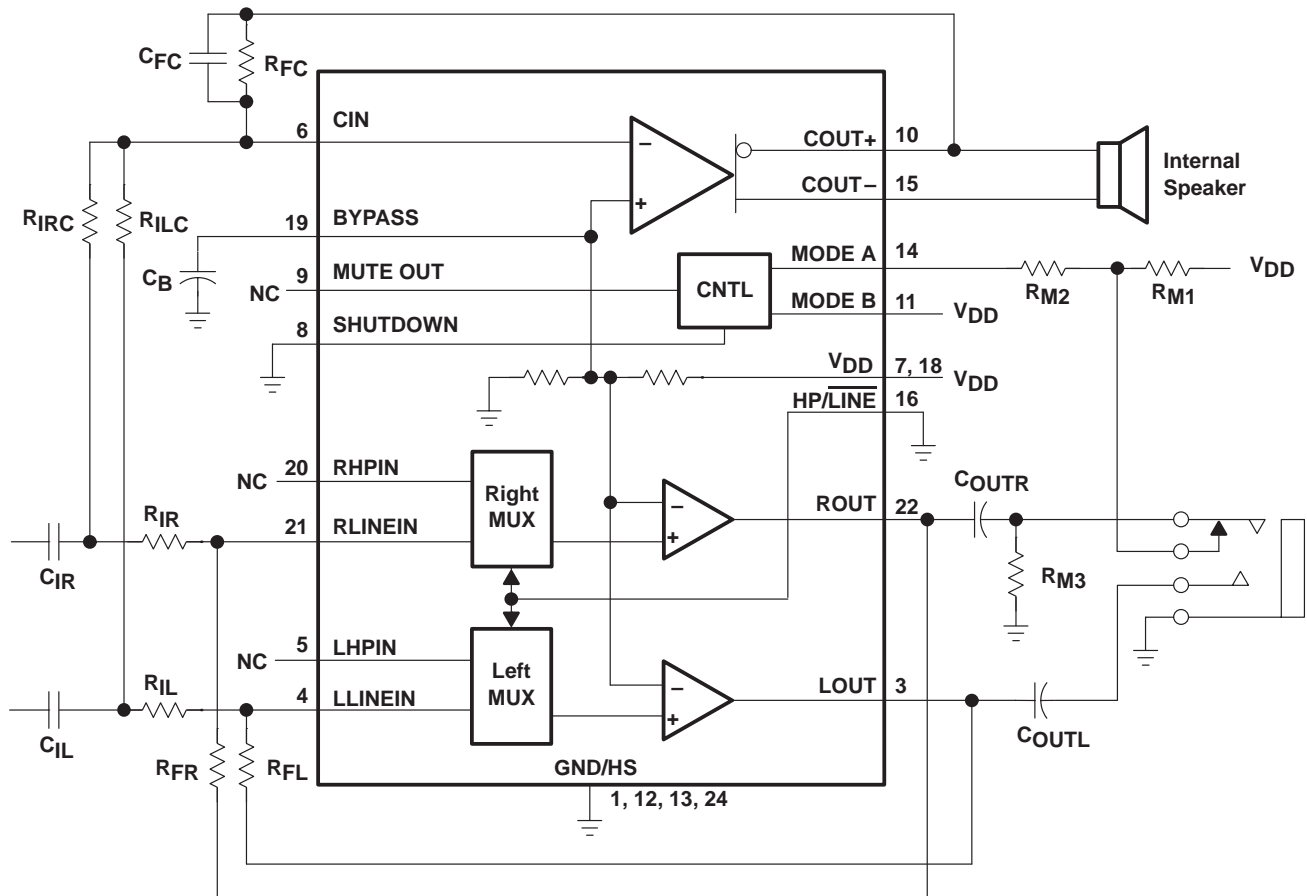 CFC
RFC
6 CIN
COUT+ 10
COUT− 15
Internal
Speaker
RIRC
RILC
19 BYPASS
CB
NC 9 MUTE OUT
8 SHUTDOWN
CNTL
MODE A 14
MODE B 11 VDD
RM2
RM1
VDD
VDD 7, 18 VDD
HP/LINE 16
NC 20 RHPIN
Right
MUX
21 RLINEIN
RIR
CIR
− +
ROUT 22
COUTR
RM3
NC 5 LHPIN
Left
MUX
4 LLINEIN
RIL
CIL
− +
LOUT 3
COUTL
RFR
RFL
GND/HS
1, 12, 13, 24
− +